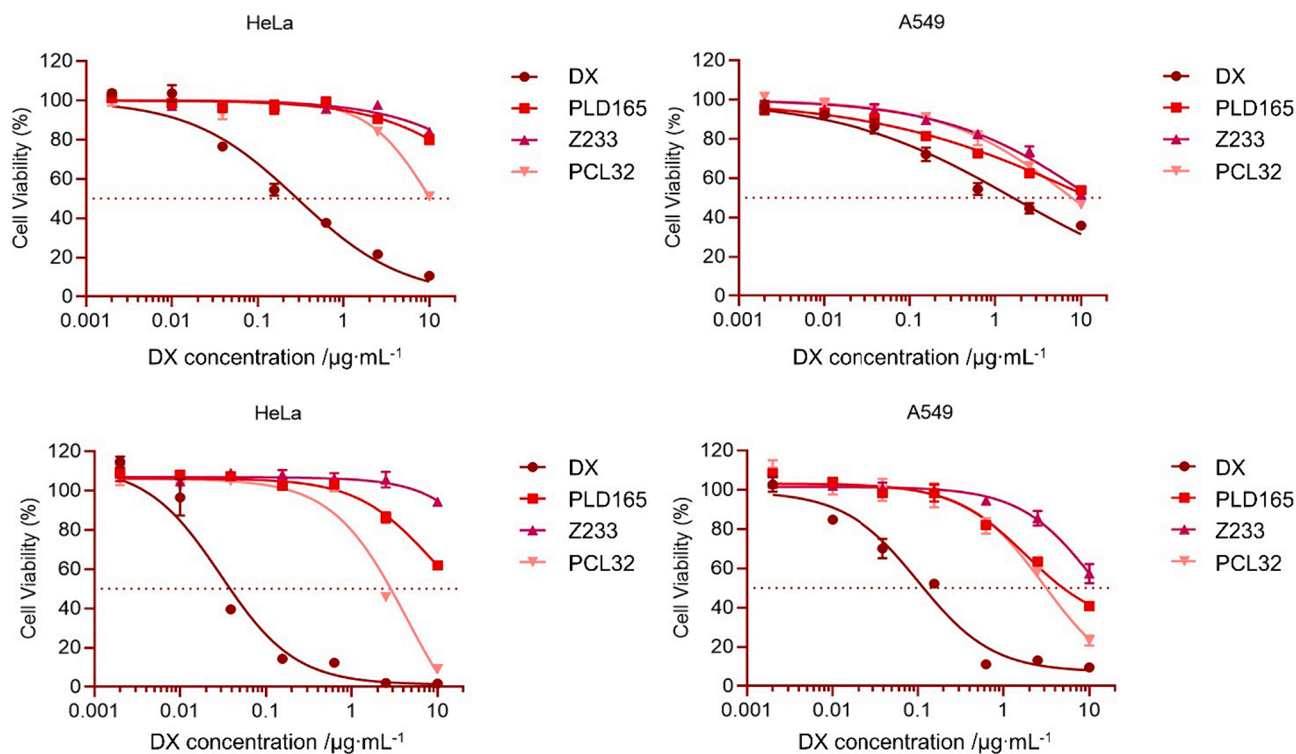 HeLa
120
100
80
60
40
20
0
Cell Viability (%)
0.001
0.01
0.1
1
10
DX concentration /µg·mL⁻¹
DX
PLD165
Z233
PCL32
A549
120
100
80
60
40
20
0
Cell Viability (%)
0.001
0.01
0.1
1
10
DX concentration /µg·mL⁻¹
DX
PLD165
Z233
PCL32
HeLa
120
100
80
60
40
20
0
Cell Viability (%)
0.001
0.01
0.1
1
10
DX concentration /µg·mL⁻¹
DX
PLD165
Z233
PCL32
A549
120
100
80
60
40
20
0
Cell Viability (%)
0.001
0.01
0.1
1
10
DX concentration /µg·mL⁻¹
DX
PLD165
Z233
PCL32